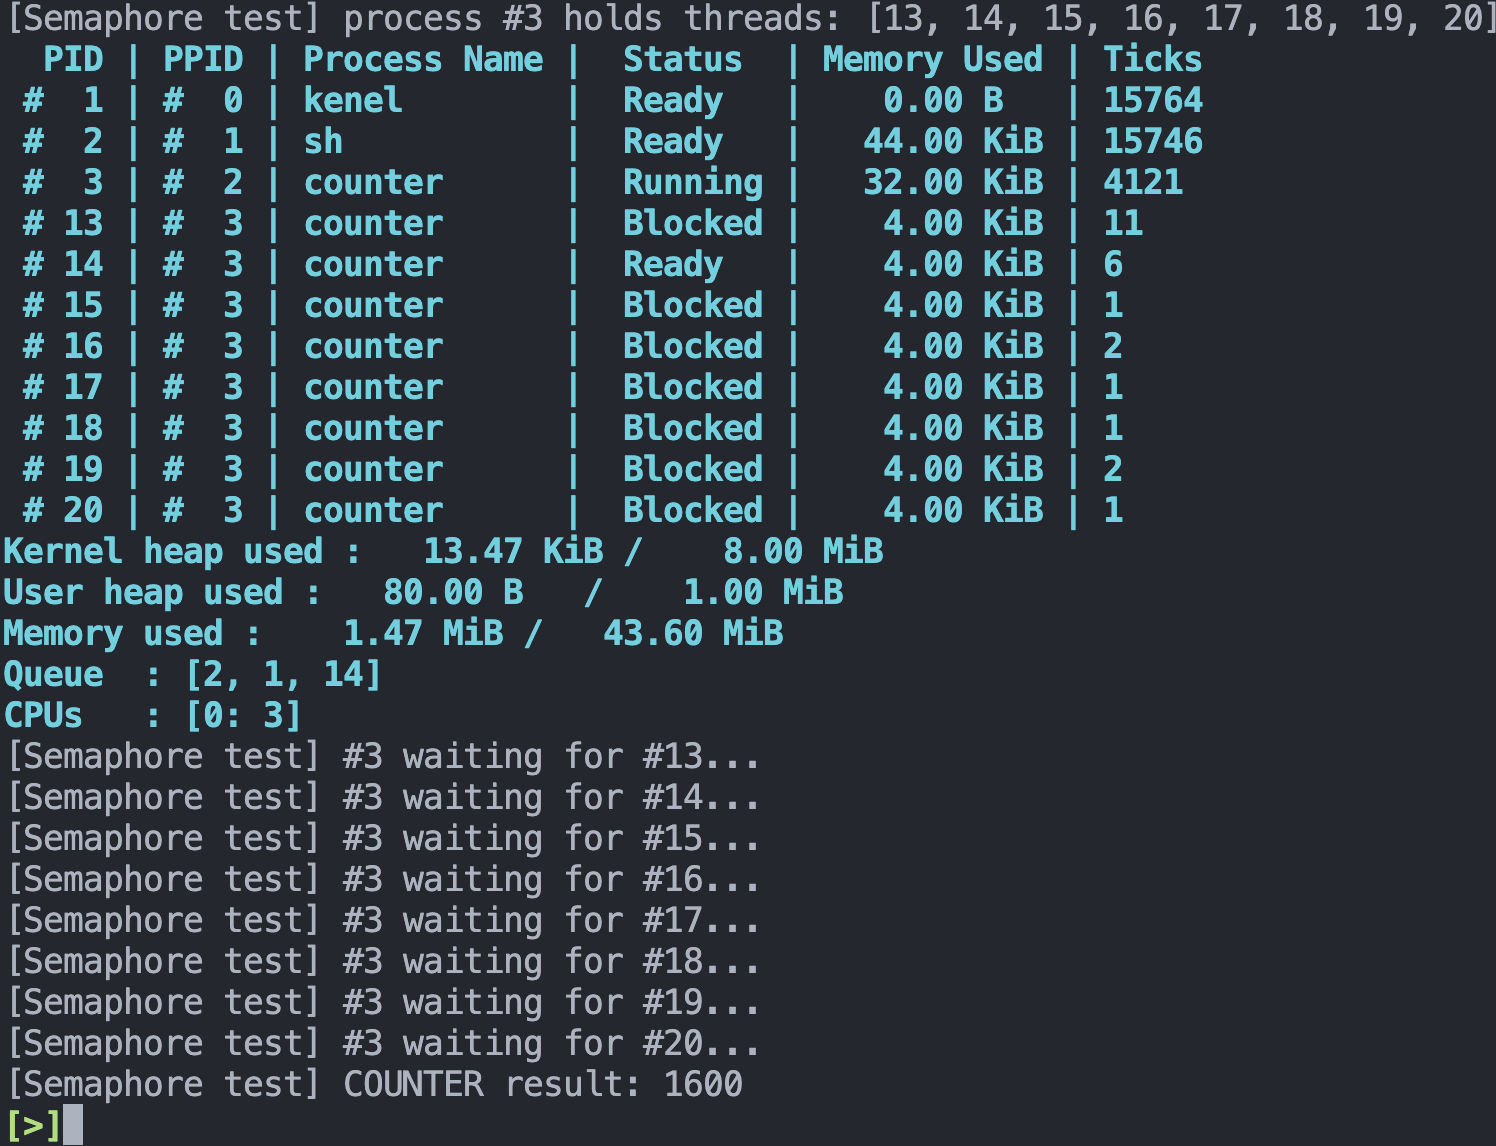 [Semaphore test] process #3 holds threads: [13, 14, 15, 16, 17, 18, 19, 20]
  PID | PPID | Process Name |  Status  | Memory Used | Ticks
 #  1 | #  0 | kenel        |  Ready   |    0.00 B   | 15764
 #  2 | #  1 | sh           |  Ready   |   44.00 KiB | 15746
 #  3 | #  2 | counter      |  Running |   32.00 KiB | 4121
 # 13 | #  3 | counter      |  Blocked |    4.00 KiB | 11
 # 14 | #  3 | counter      |  Ready   |    4.00 KiB | 6
 # 15 | #  3 | counter      |  Blocked |    4.00 KiB | 1
 # 16 | #  3 | counter      |  Blocked |    4.00 KiB | 2
 # 17 | #  3 | counter      |  Blocked |    4.00 KiB | 1
 # 18 | #  3 | counter      |  Blocked |    4.00 KiB | 1
 # 19 | #  3 | counter      |  Blocked |    4.00 KiB | 2
 # 20 | #  3 | counter      |  Blocked |    4.00 KiB | 1
Kernel heap used :   13.47 KiB /    8.00 MiB
User heap used :   80.00 B   /    1.00 MiB
Memory used :    1.47 MiB /   43.60 MiB
Queue  : [2, 1, 14]
CPUs   : [0: 3]
[Semaphore test] #3 waiting for #13...
[Semaphore test] #3 waiting for #14...
[Semaphore test] #3 waiting for #15...
[Semaphore test] #3 waiting for #16...
[Semaphore test] #3 waiting for #17...
[Semaphore test] #3 waiting for #18...
[Semaphore test] #3 waiting for #19...
[Semaphore test] #3 waiting for #20...
[Semaphore test] COUNTER result: 1600
[>]